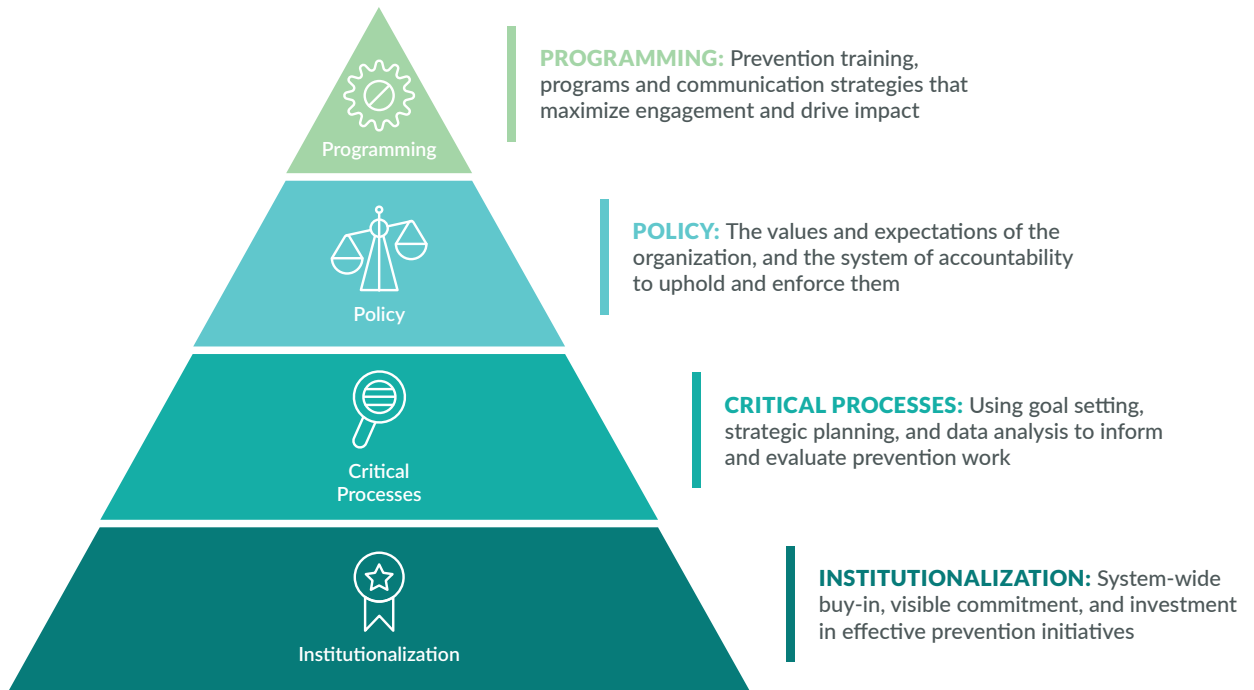 Programming
PROGRAMMING: Prevention training,
programs and communication strategies that
maximize engagement and drive impact
Policy
POLICY: The values and expectations of the
organization, and the system of accountability
to uphold and enforce them
Critical
Processes
CRITICAL PROCESSES: Using goal setting,
strategic planning, and data analysis to inform
and evaluate prevention work
Institutionalization
INSTITUTIONALIZATION: System-wide
buy-in, visible commitment, and investment
in effective prevention initiatives